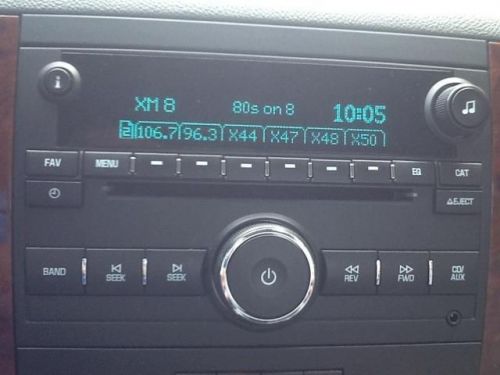 XM 8 80s on 8 10:05
2 106.7 96.3 X44 X47 X48 X50
FAV MENU EQ CAT
EJECT
BAND SEEK SEEK REV FWD CD/AUX